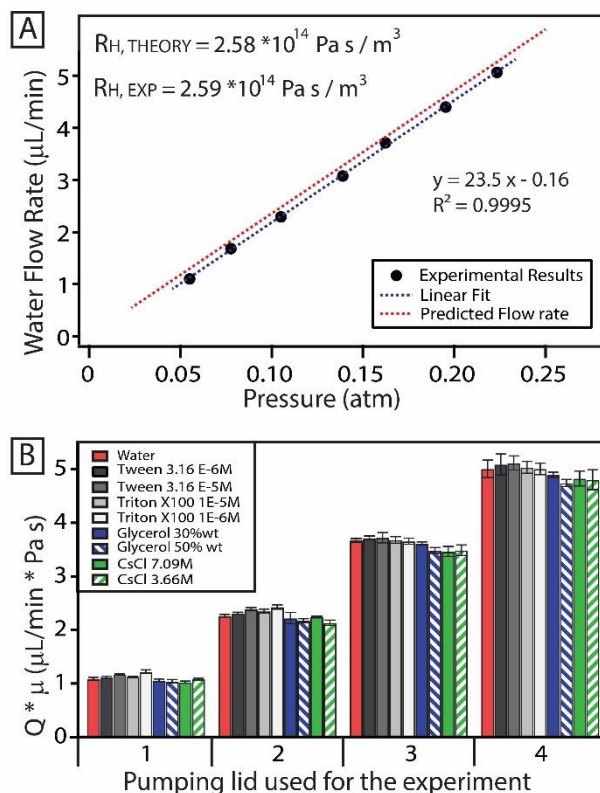 A
R_H, THEORY = 2.58 *10^14 Pa s / m^3
R_H, EXP = 2.59 *10^14 Pa s / m^3
y = 23.5 x - 0.16
R^2 = 0.9995
Experimental Results
Linear Fit
Predicted Flow rate
Water Flow Rate (μL/min)
5
4
3
2
1
0
0
0.05
0.10
0.15
0.20
0.25
Pressure (atm)
B
Water
Tween 3.16 E-6M
Tween 3.16 E-5M
Triton X100 1E-5M
Triton X100 1E-6M
Glycerol 30%wt
Glycerol 50% wt
CsCl 7.09M
CsCl 3.66M
Q * μ (μL/min * Pa s)
5
4
3
2
1
0
1
2
3
4
Pumping lid used for the experiment